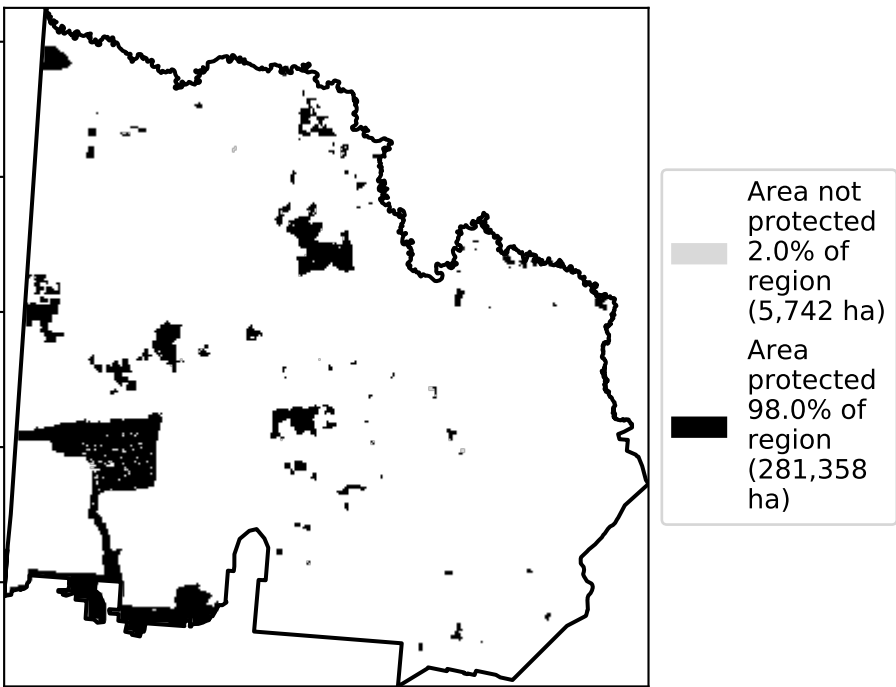 Area not
protected
2.0% of
region
(5,742 ha)
Area
protected
98.0% of
region
(281,358
ha)